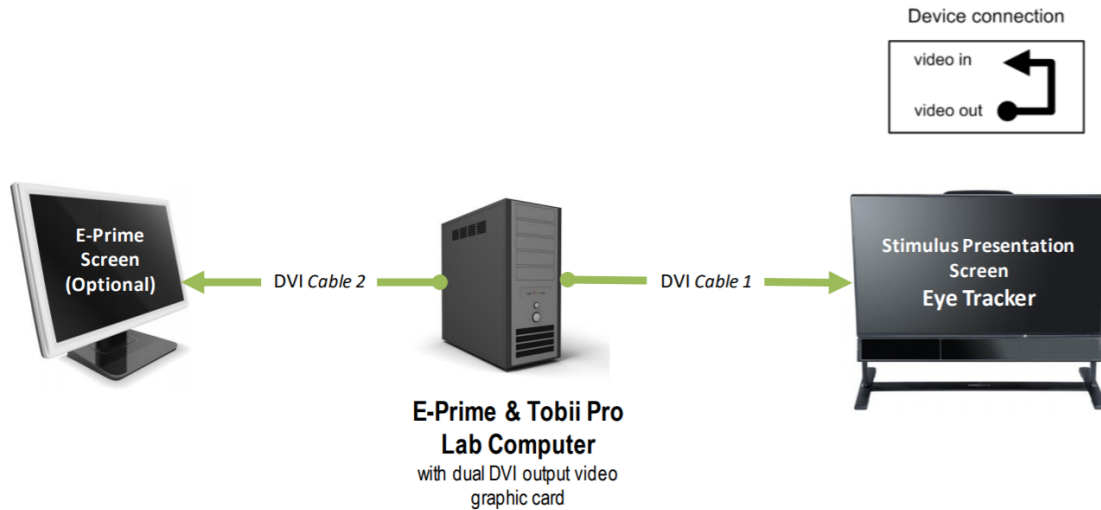 Device connection
video in
video out
E-Prime
Screen
(Optional)
DVI Cable 2
DVI Cable 1
Stimulus Presentation
Screen
Eye Tracker
E-Prime & Tobii Pro
Lab Computer
with dual DVI output video
graphic card